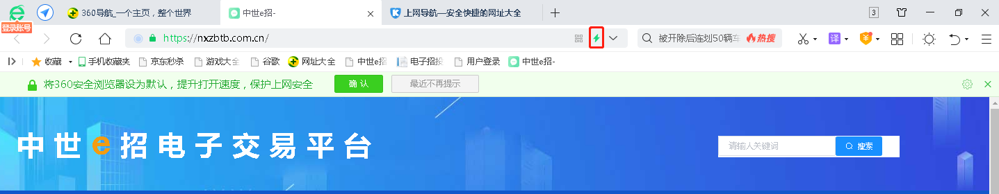 360导航_一个主页，整个世界
中世e招-
上网导航—安全快捷的网址大全
3
登录账号
https://nxzbtb.com.cn/
被开除后连划50辆车
热搜
译
收藏
手机收藏夹
京东秒杀
游戏大全
谷歌
网址大全
中世e招
电子招投
用户登录
中世e招-
将360安全浏览器设为默认，提升打开速度，保护上网安全
确 认
最近不再提示
中世e招电子交易平台
请输入关键词
搜索